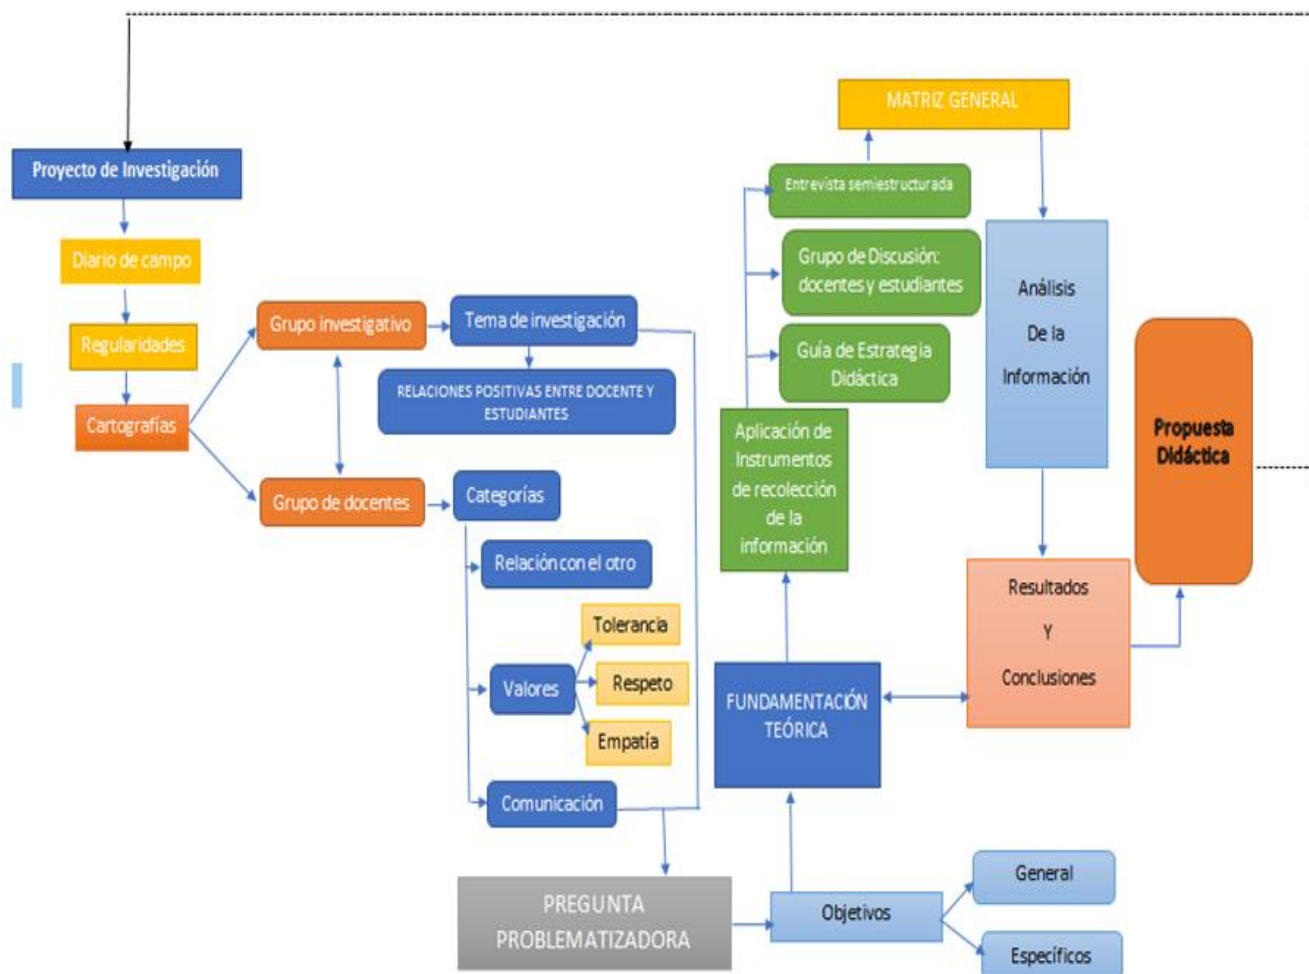 MATRIZ GENERAL
Proyecto de Investigación
Entrevista semiestructurada
Diario de campo
Grupo de Discusión:
docentes y estudiantes
Análisis
De la
Información
Regularidades
Grupo investigativo
Tema de investigación
Guía de Estrategia
Didáctica
RELACIONES POSITIVAS ENTRE DOCENTE Y
ESTUDIANTES
Cartografías
Aplicación de
Instrumentos
de recolección
de la
información
Propuesta
Didáctica
Grupo de docentes
Categorías
Relación con el otro
Resultados
Y
Conclusiones
Tolerancia
Valores
Respeto
Empatía
FUNDAMENTACIÓN
TEÓRICA
Comunicación
PREGUNTA
PROBLEMATIZADORA
Objetivos
General
Específicos